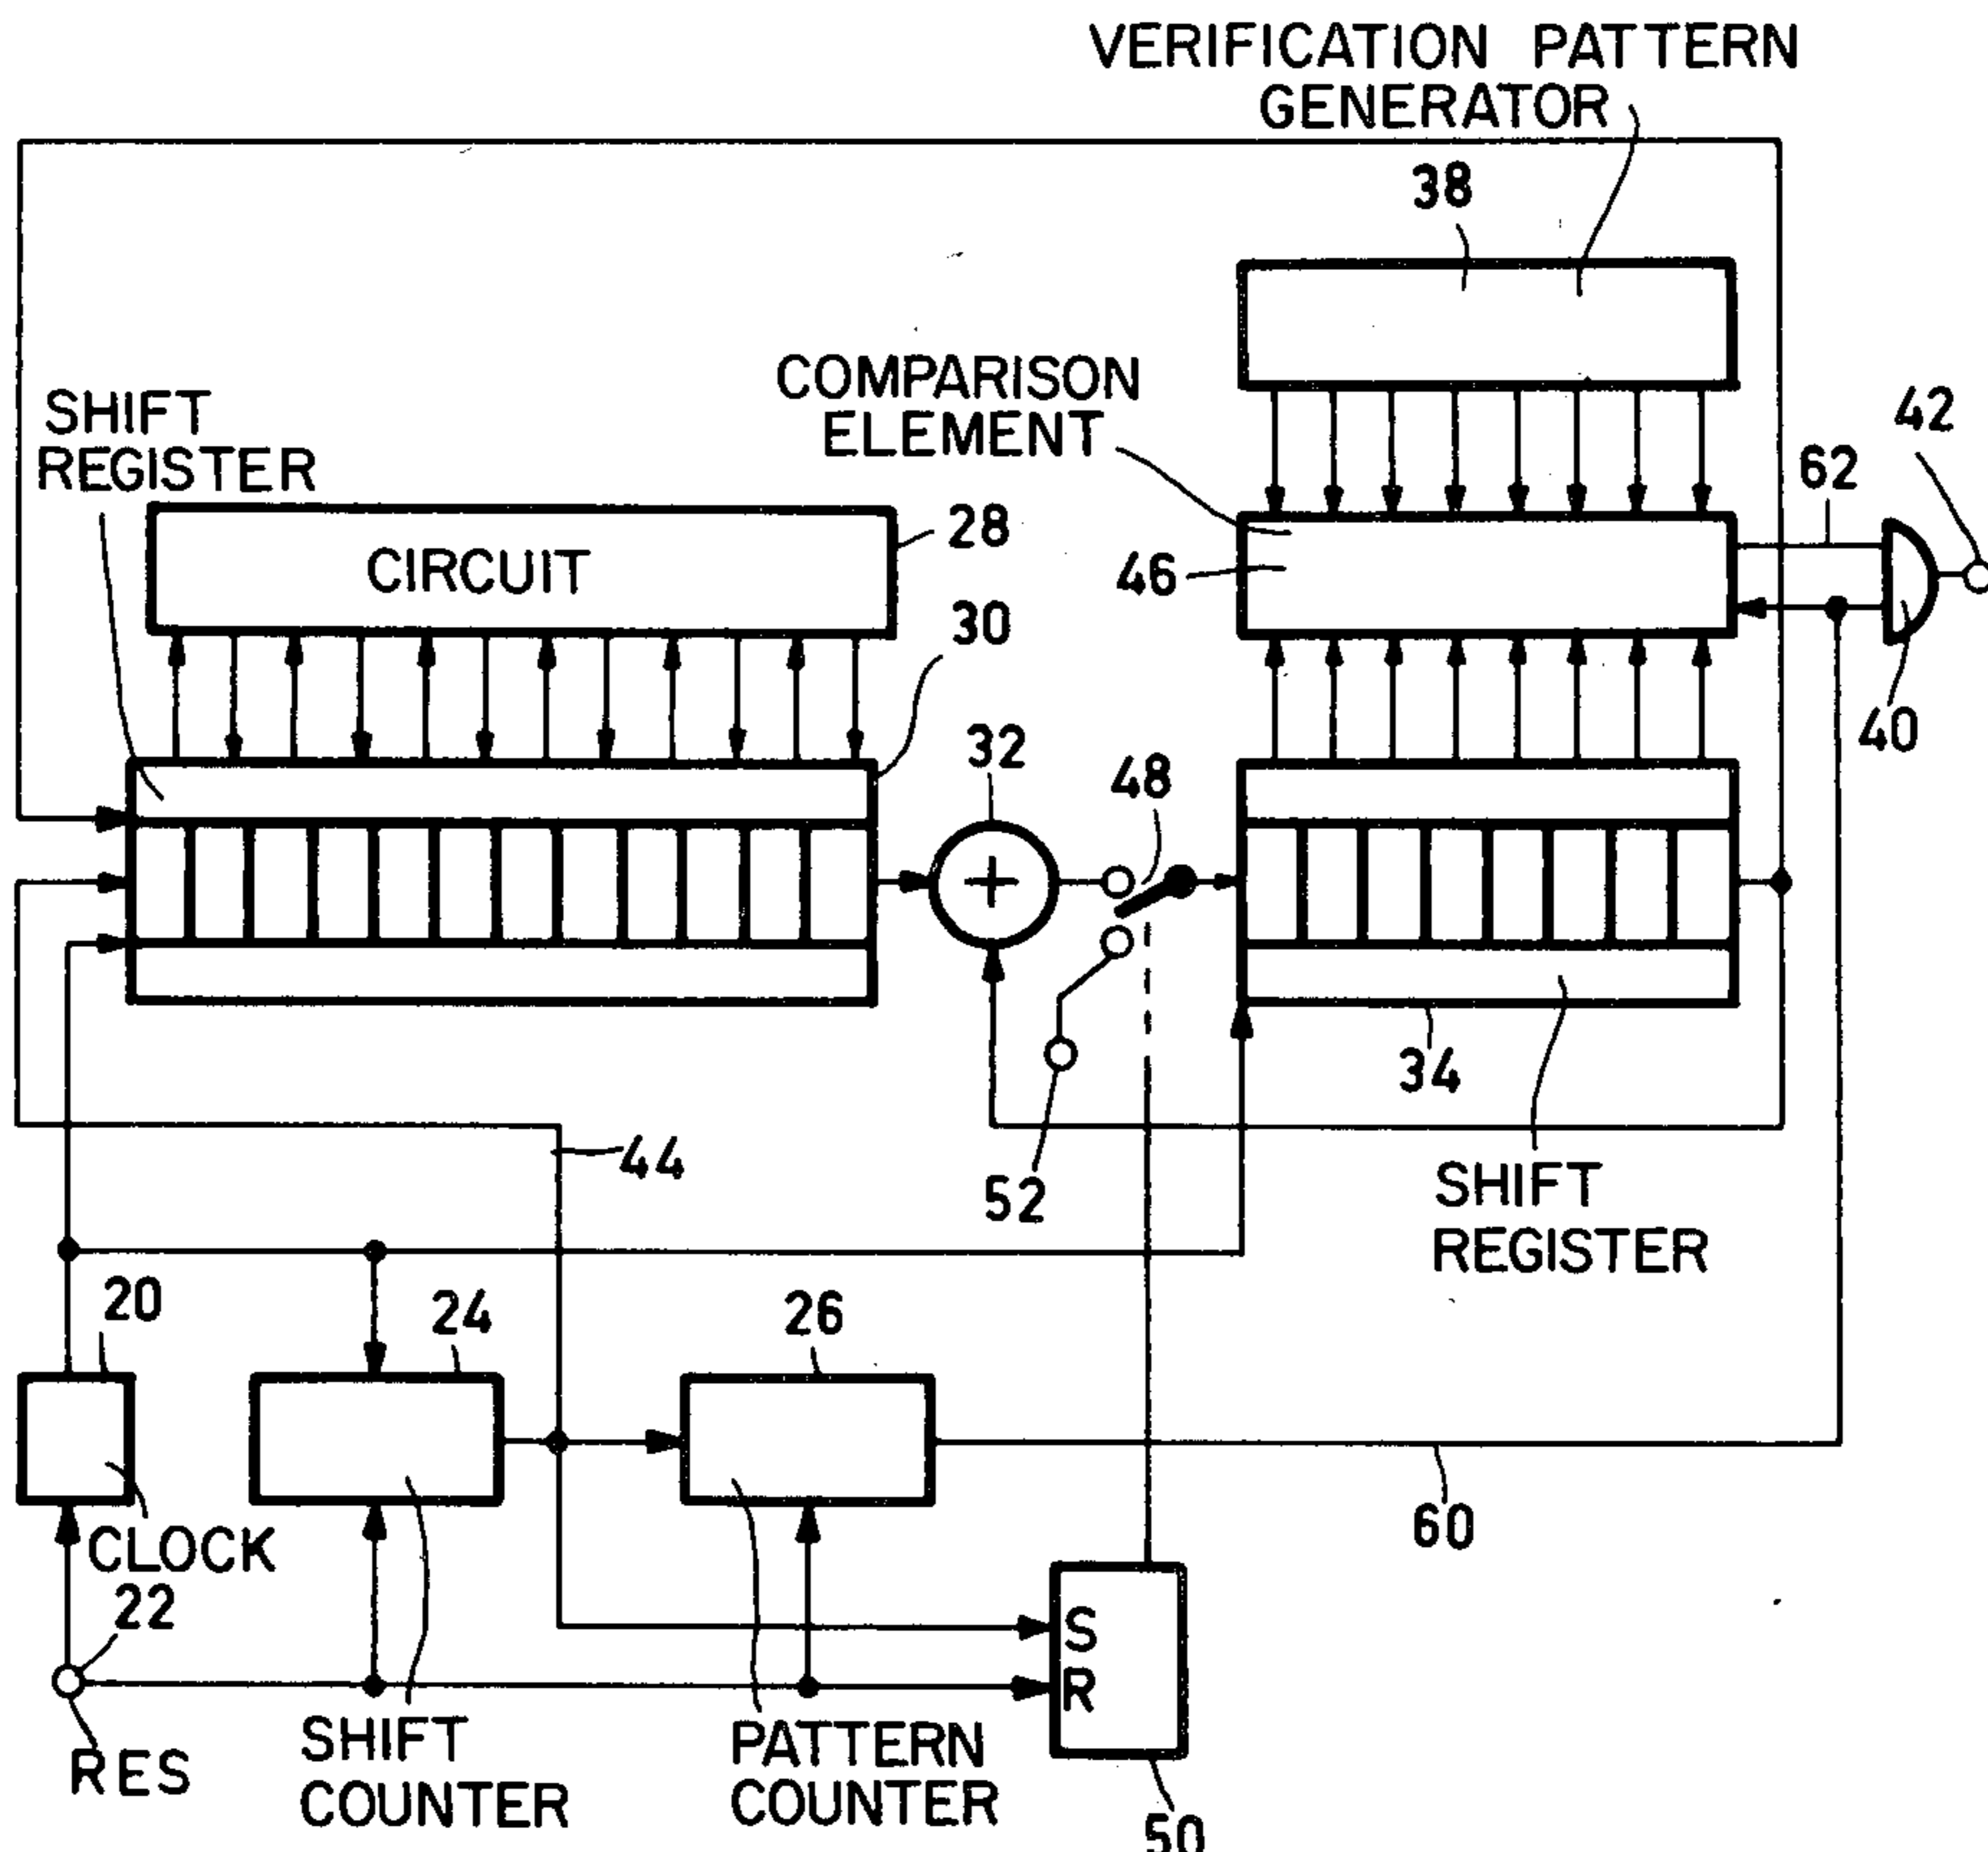 VERIFICATION PATTERN
GENERATOR
38
COMPARISON
ELEMENT
42
SHIFT
REGISTER
62
28
CIRCUIT
46
30
40
32
48
34
44
52
SHIFT
REGISTER
20
24
26
60
CLOCK
22
S
R
RES
SHIFT
COUNTER
PATTERN
COUNTER
50